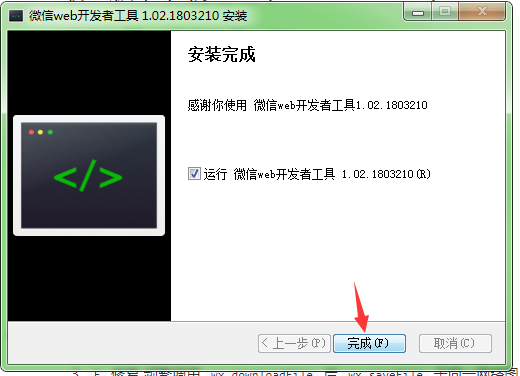 微信web开发者工具 1.02.1803210 安装
安装完成
感谢你使用 微信web开发者工具1.02.1803210
</>
运行 微信web开发者工具 1.02.1803210(R)
< 上一步(P)
完成(F)
取消(C)